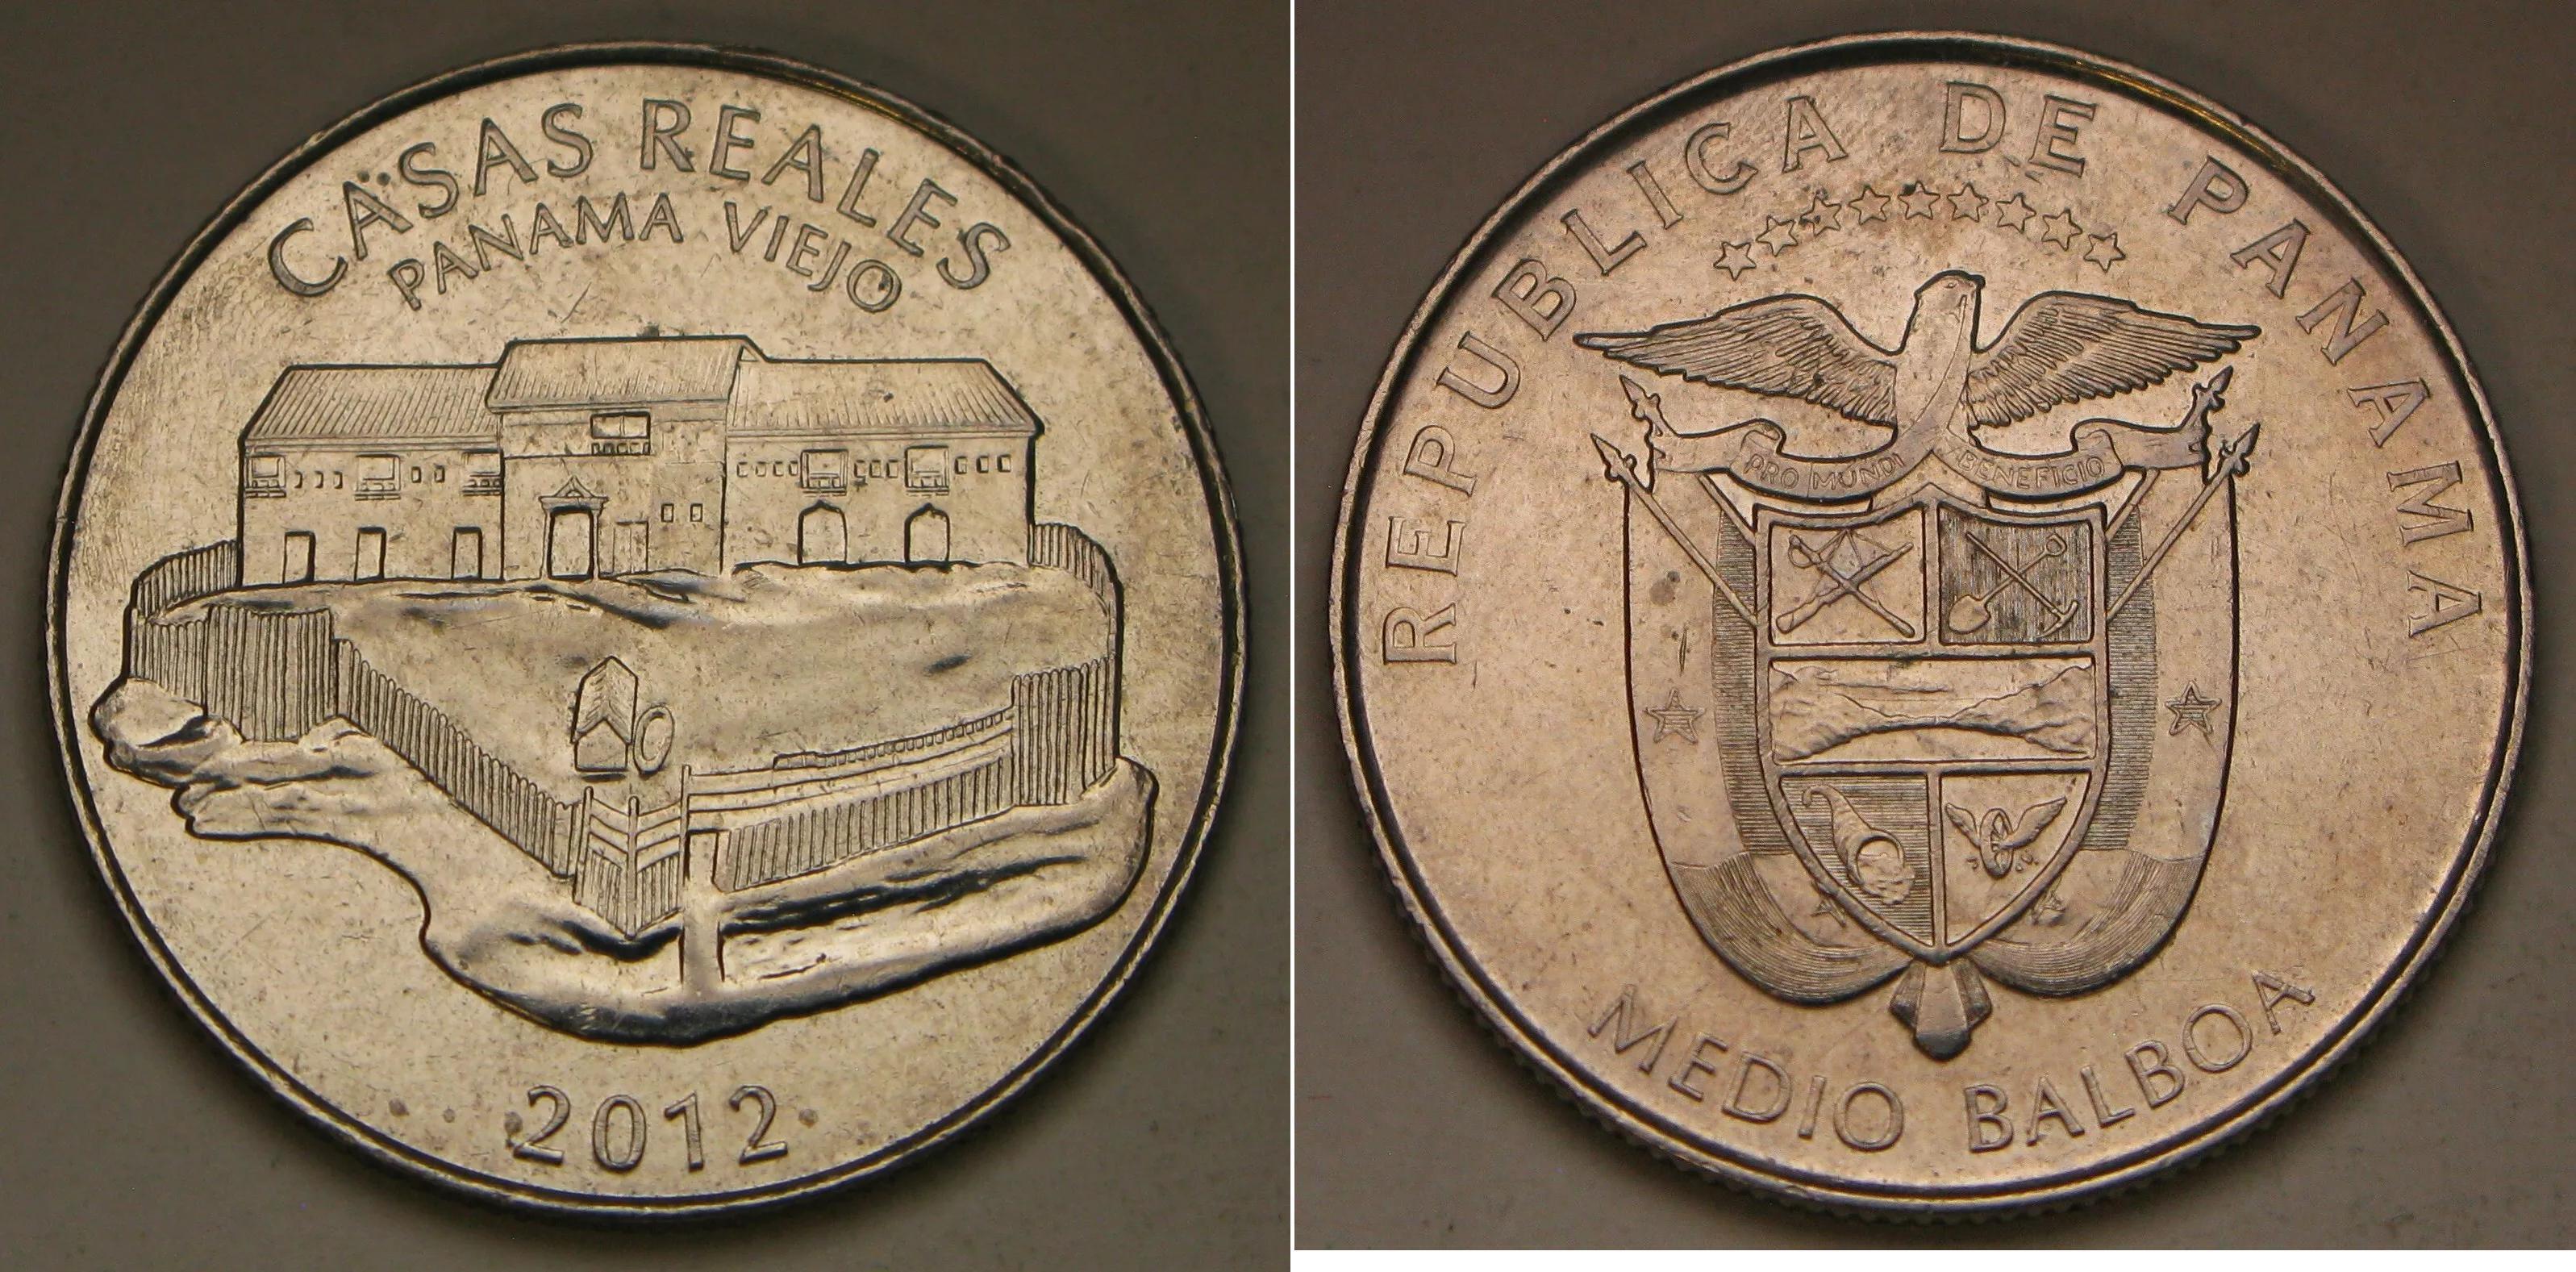 CASAS REALES
PANAMA VIEJO
2012
REPUBLICA DE PANAMA
PRO MUNDI BENEFICIO
MEDIO BALBOA